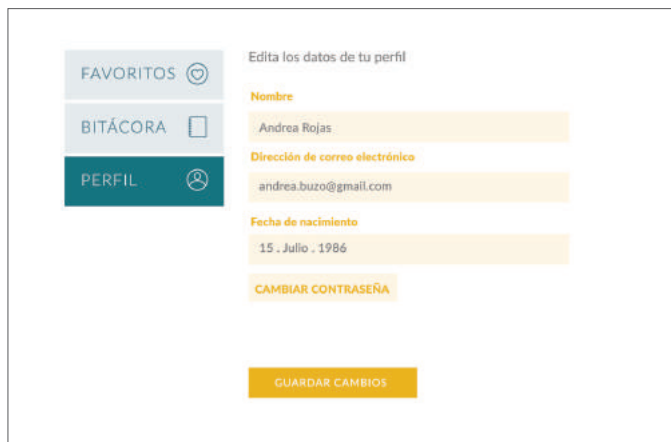 FAVORITOS
BITÁCORA
PERFIL
Edita los datos de tu perfil
Nombre
Andrea Rojas
Dirección de correo electrónico
andrea.buzo@gmail.com
Fecha de nacimiento
15 . Julio . 1986
CAMBIAR CONTRASEÑA
GUARDAR CAMBIOS